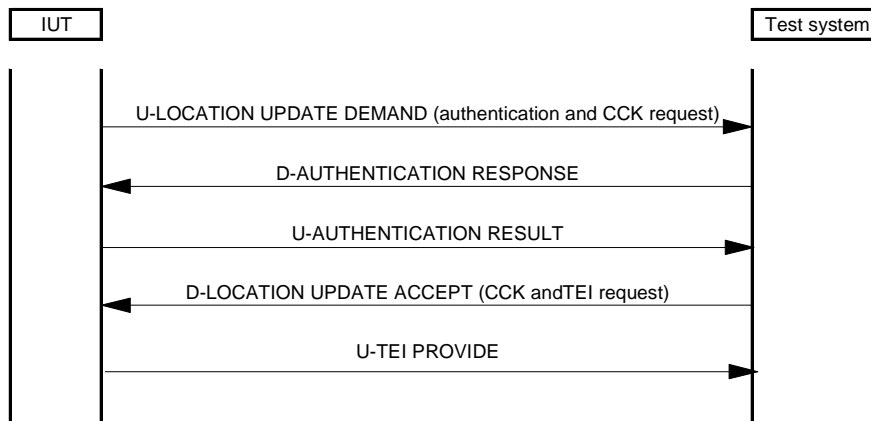 IUT
Test system
U-LOCATION UPDATE DEMAND (authentication and CCK request)
D-AUTHENTICATION RESPONSE
U-AUTHENTICATION RESULT
D-LOCATION UPDATE ACCEPT (CCK andTEI request)
U-TEI PROVIDE